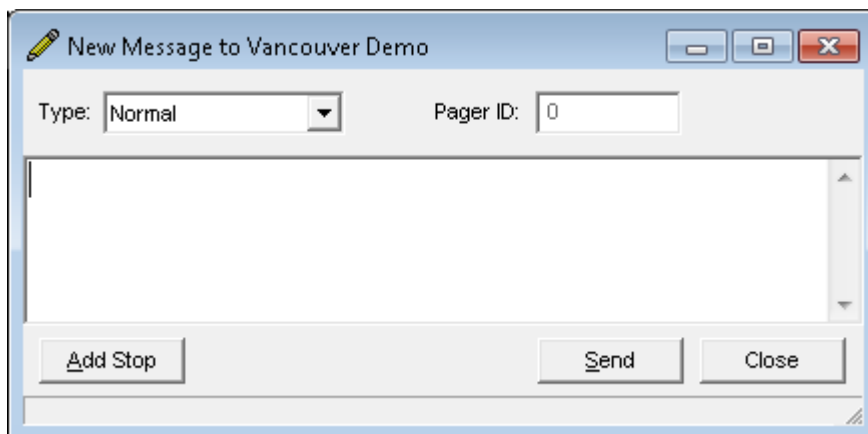 New Message to Vancouver Demo
Type: Normal Pager ID: 0
Add Stop Send Close